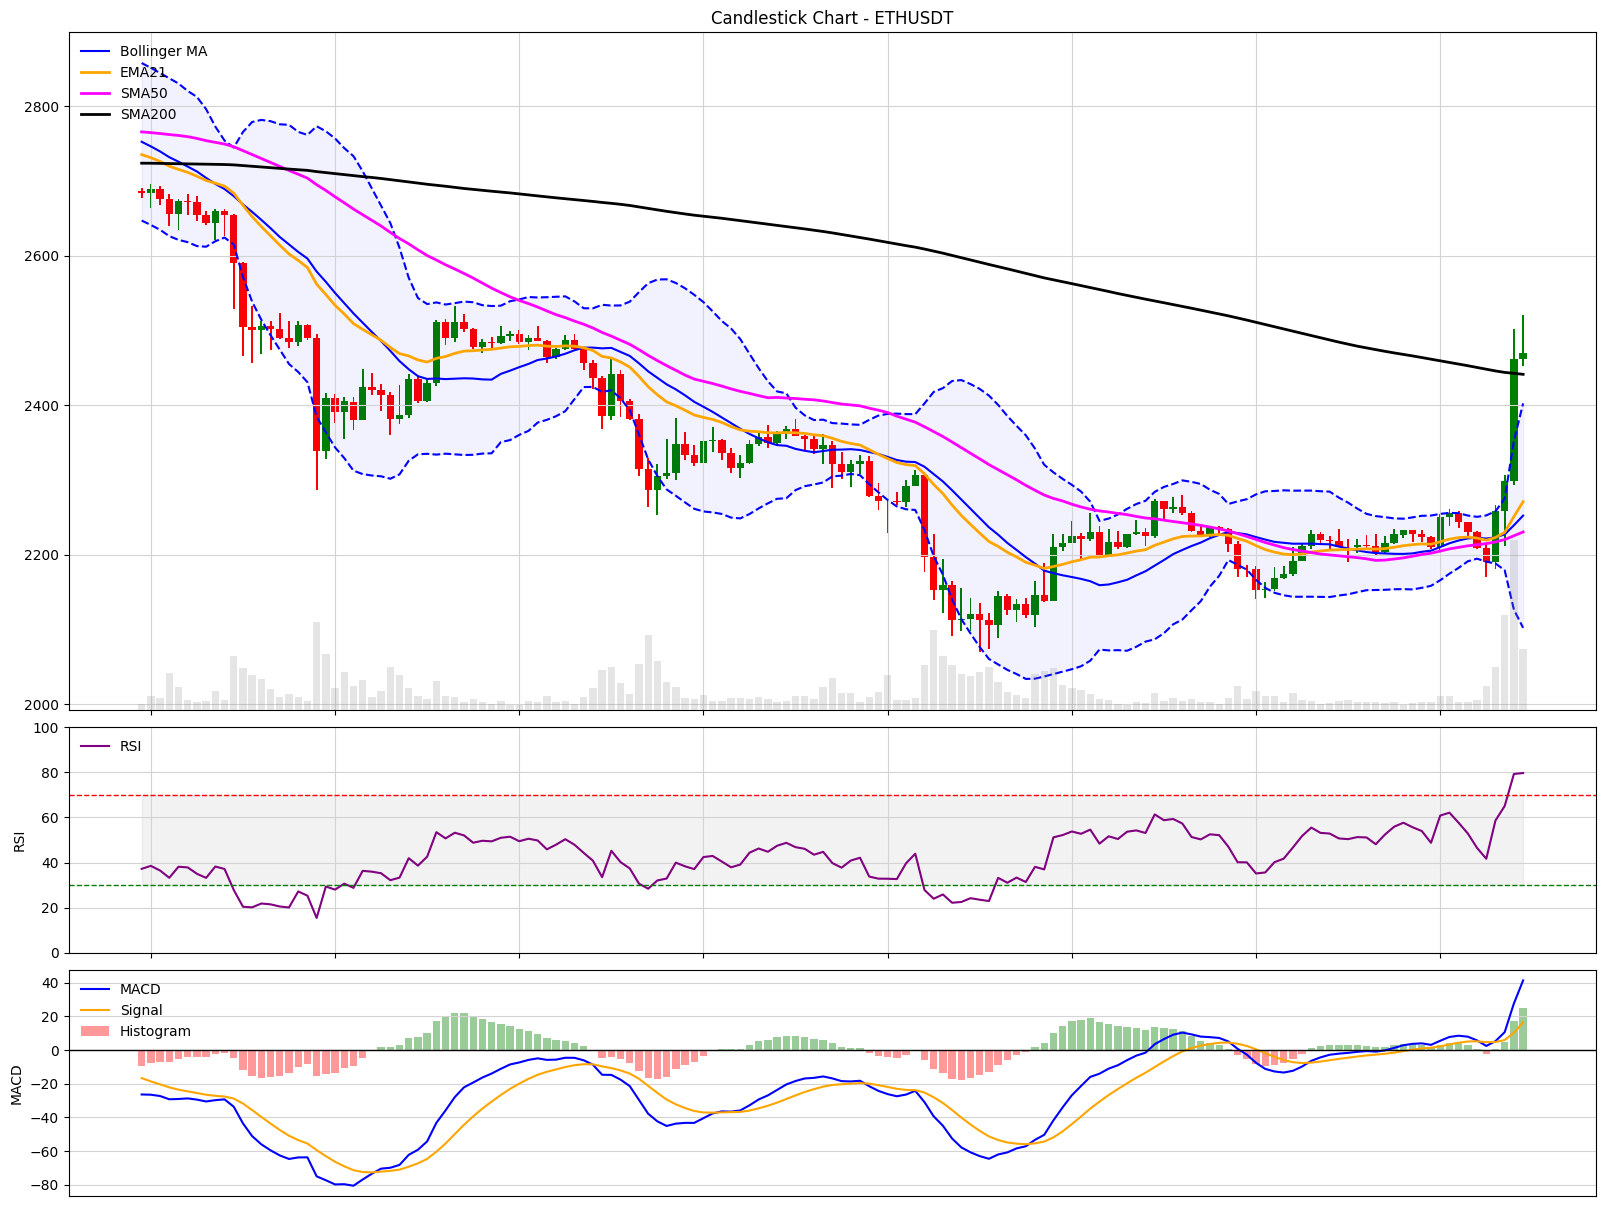 Candlestick Chart - ETHUSDT
Bollinger MA
EMA21
SMA50
SMA200
2800
2600
2400
2200
2000
100
80
60
40
20
0
RSI
RSI
40
20
0
−20
−40
−60
−80
MACD
MACD
Signal
Histogram